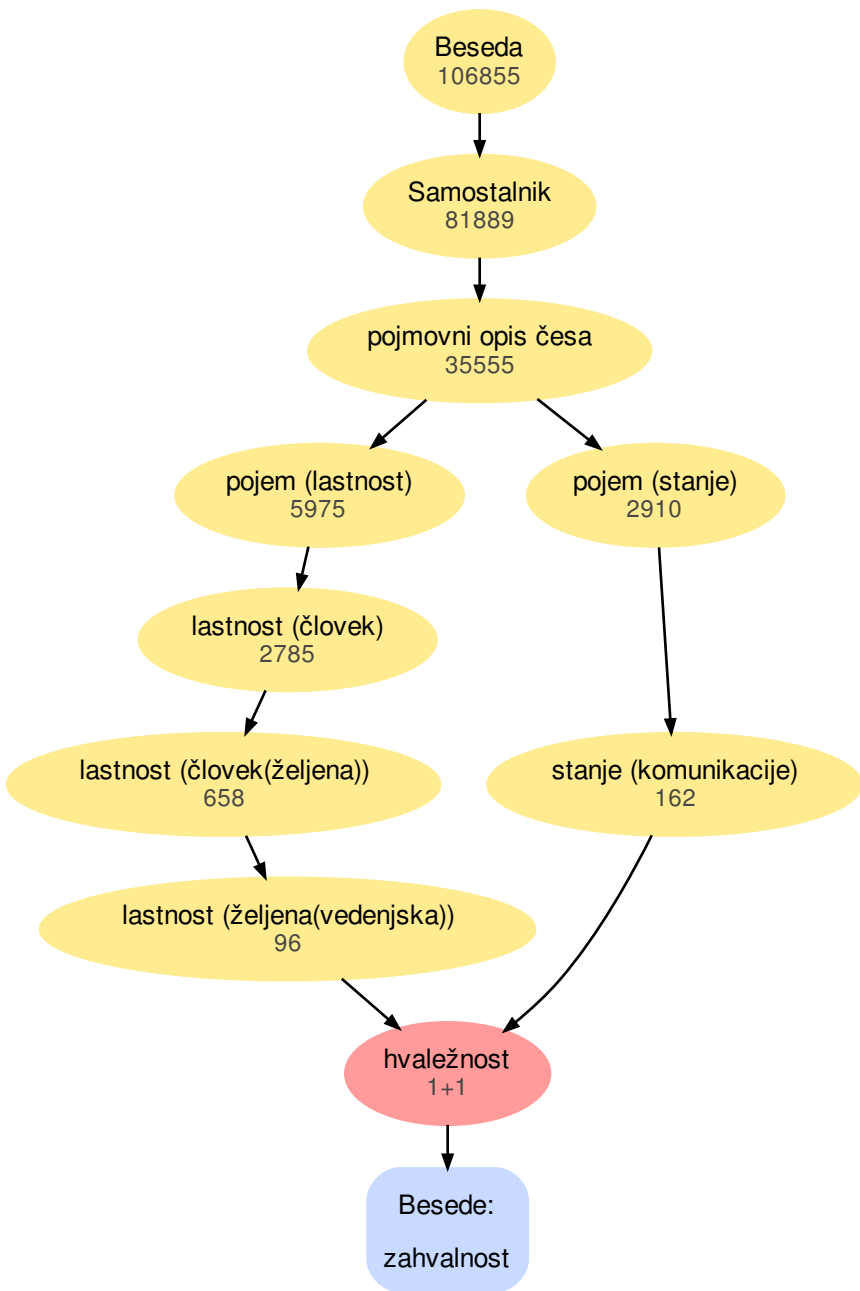 Beseda
106855
Samostalnik
81889
pojmovni opis česa
35555
pojem (lastnost)
5975
pojem (stanje)
2910
lastnost (človek)
2785
lastnost (človek(željena))
658
stanje (komunikacije)
162
lastnost (željena(vedenjska))
96
hvaležnost
1+1
Besede:
zahvalnost